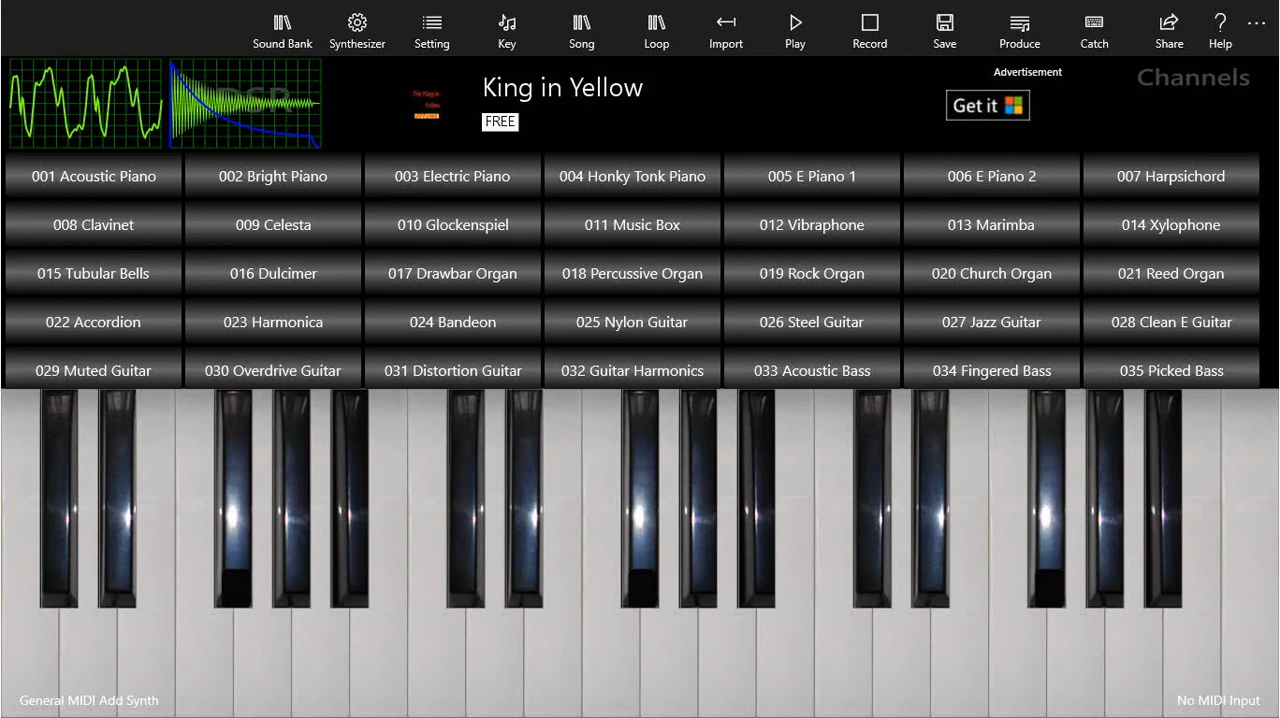 Sound Bank
Synthesizer
Setting
Key
Song
Loop
Import
Play
Record
Save
Produce
Catch
Share
Help
DSP
The King in
Yellow
OFFLINE
King in Yellow
FREE
Advertisement
Get it
Channels
001 Acoustic Piano
002 Bright Piano
003 Electric Piano
004 Honky Tonk Piano
005 E Piano 1
006 E Piano 2
007 Harpsichord
008 Clavinet
009 Celesta
010 Glockenspiel
011 Music Box
012 Vibraphone
013 Marimba
014 Xylophone
015 Tubular Bells
016 Dulcimer
017 Drawbar Organ
018 Percussive Organ
019 Rock Organ
020 Church Organ
021 Reed Organ
022 Accordion
023 Harmonica
024 Bandeon
025 Nylon Guitar
026 Steel Guitar
027 Jazz Guitar
028 Clean E Guitar
029 Muted Guitar
030 Overdrive Guitar
031 Distortion Guitar
032 Guitar Harmonics
033 Acoustic Bass
034 Fingered Bass
035 Picked Bass
General MIDI Add Synth
No MIDI Input